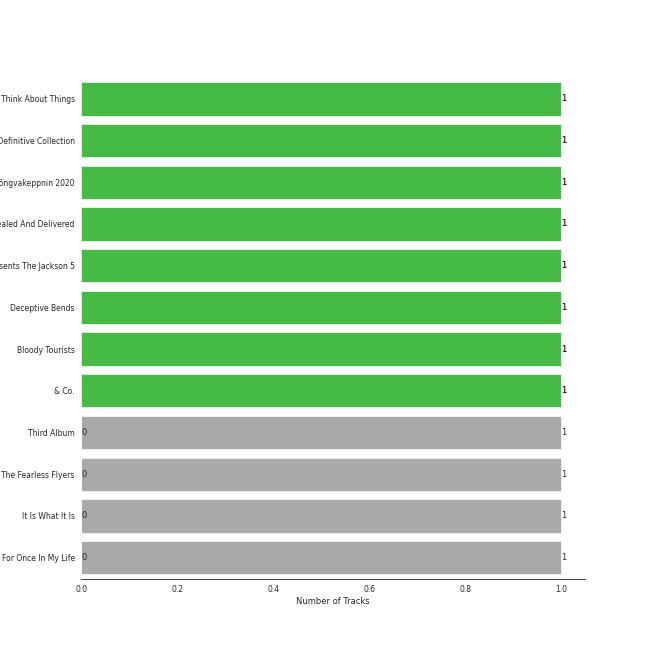 Think About Things 1
Definitive Collection 1
öngvakeppnin 2020 1
ealed And Delivered 1
sents The Jackson 5 1
Deceptive Bends 1
Bloody Tourists 1
& Co. 1
Third Album 0 1
The Fearless Flyers 0 1
It Is What It Is 0 1
For Once In My Life 0 1
0.0 0.2 0.4 0.6 0.8 1.0
Number of Tracks